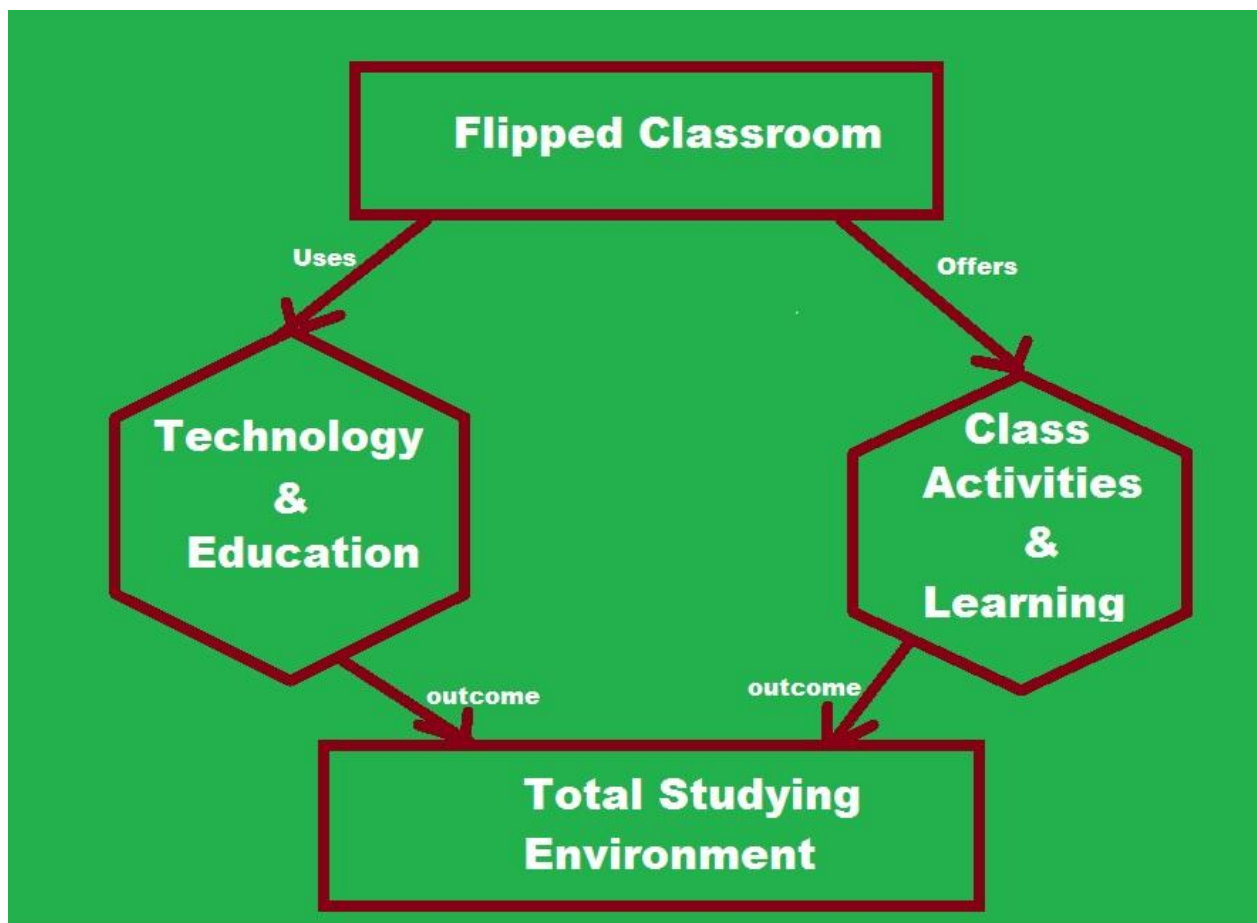 Flipped Classroom
Uses
Offers
Technology
&
Education
Class
Activities
&
Learning
outcome
outcome
Total Studying
Environment